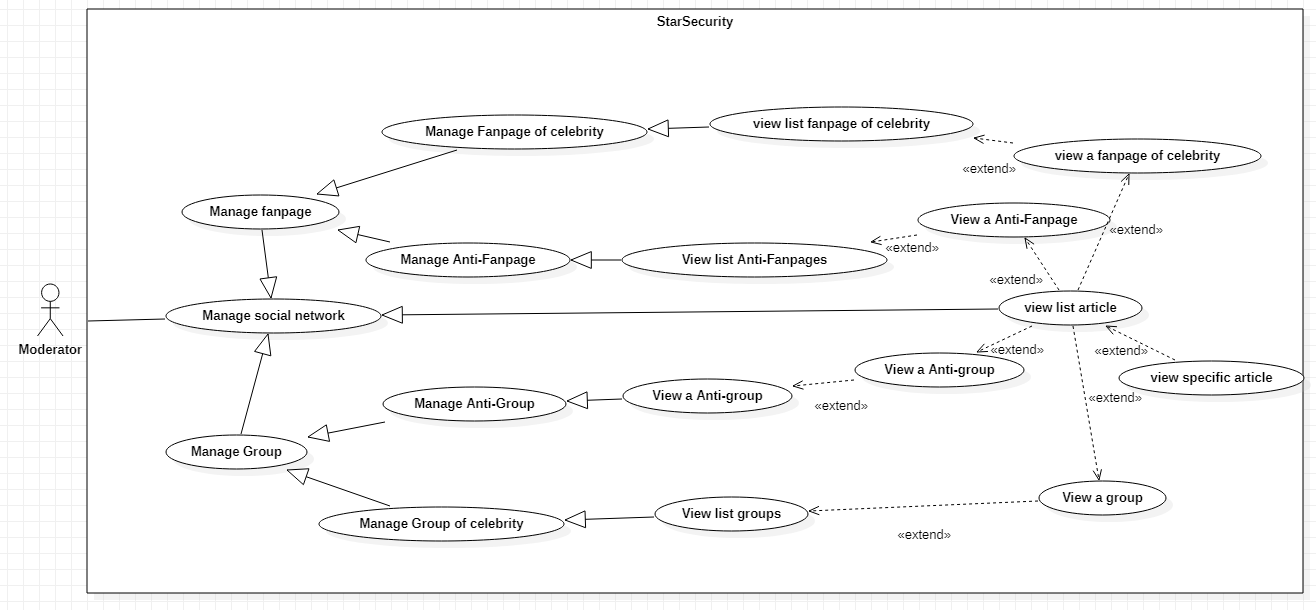 StarSecurity
Manage Fanpage of celebrity
view list fanpage of celebrity
view a fanpage of celebrity
«extend»
Manage fanpage
View a Anti-Fanpage
«extend»
«extend»
Manage Anti-Fanpage
View list Anti-Fanpages
«extend»
Manage social network
view list article
Moderator
«extend»
«extend»
View a Anti-group
view specific article
Manage Anti-Group
View a Anti-group
«extend»
«extend»
Manage Group
View a group
Manage Group of celebrity
View list groups
«extend»